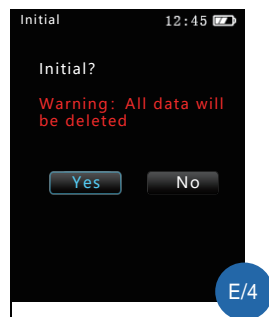 Initial 12:45
Initial?
Warning: All data will
be deleted
Yes No
E/4